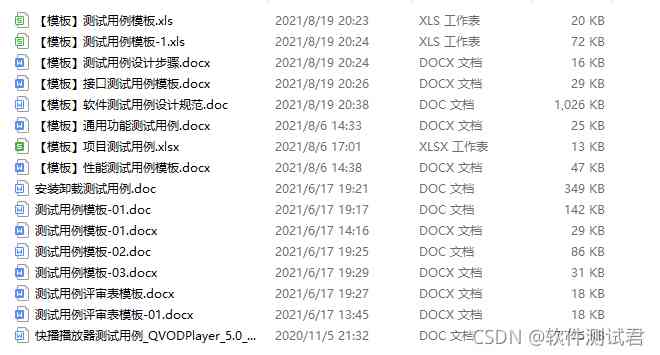 【模板】测试用例模板.xls 2021/8/19 20:23 XLS 工作表 20 KB
【模板】测试用例模板-1.xls 2021/8/19 20:24 XLS 工作表 72 KB
【模板】测试用例设计步骤.docx 2021/8/19 20:24 DOCX 文档 16 KB
【模板】接口测试用例模板.docx 2021/8/19 20:26 DOCX 文档 29 KB
【模板】软件测试用例设计规范.doc 2021/8/19 20:38 DOC 文档 1,026 KB
【模板】通用功能测试用例.docx 2021/8/6 14:33 DOCX 文档 25 KB
【模板】项目测试用例.xlsx 2021/8/6 17:01 XLSX 工作表 13 KB
【模板】性能测试用例模板.docx 2021/8/6 14:38 DOCX 文档 47 KB
安装卸载测试用例.doc 2021/6/17 19:21 DOC 文档 349 KB
测试用例模板-01.doc 2021/6/17 19:17 DOC 文档 142 KB
测试用例模板-01.docx 2021/6/17 14:16 DOCX 文档 29 KB
测试用例模板-02.doc 2021/6/17 19:25 DOC 文档 86 KB
测试用例模板-03.docx 2021/6/17 19:29 DOCX 文档 31 KB
测试用例评审表模板.docx 2021/6/17 19:27 DOCX 文档 18 KB
测试用例评审表模板-01.docx 2021/6/17 13:45 DOCX 文档 18 KB
快播播放器测试用例_QVODPlayer_5.0_... 2020/11/5 21:32 DOC 文档 KB
CSDN @软件测试君